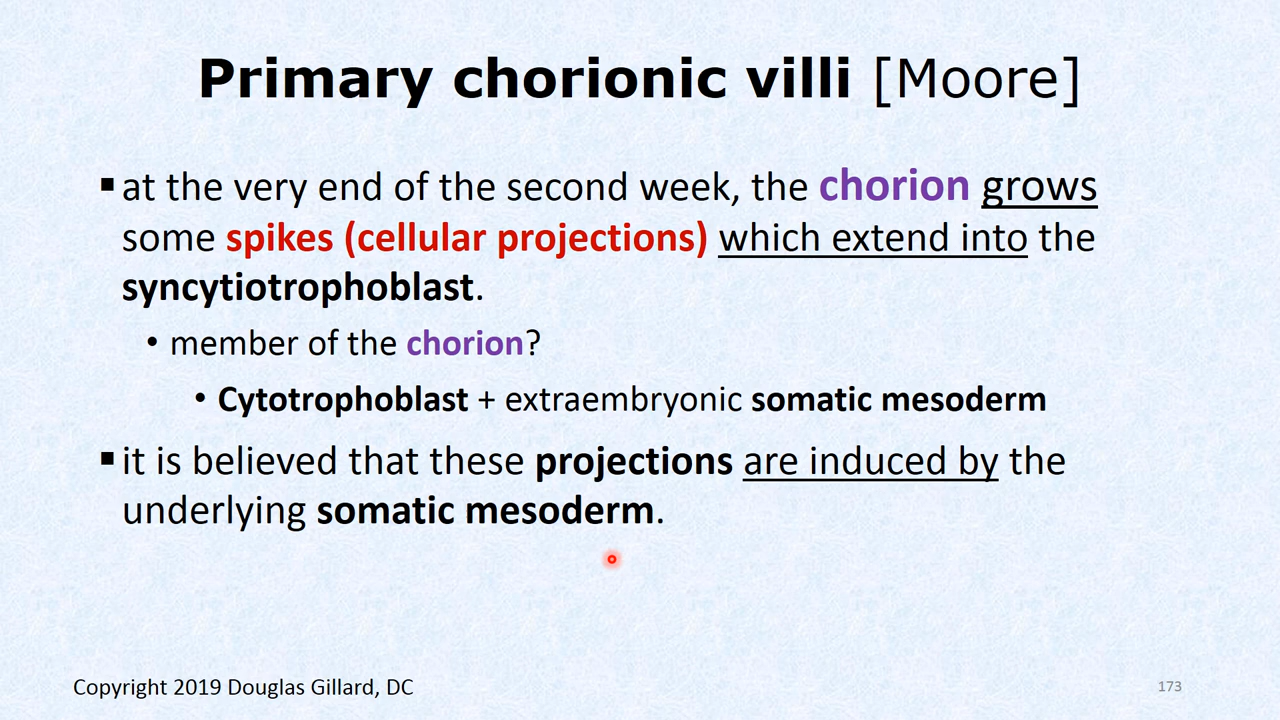 Primary chorionic villi [Moore]
▪ at the very end of the second week, the chorion grows
some spikes (cellular projections) which extend into the
syncytiotrophoblast.
• member of the chorion?
• Cytotrophoblast + extraembryonic somatic mesoderm
▪ it is believed that these projections are induced by the
underlying somatic mesoderm.
Copyright 2019 Douglas Gillard, DC
173